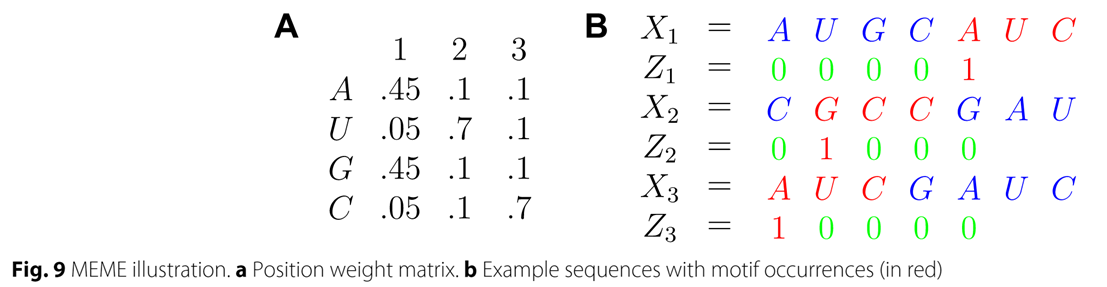 A
1 2 3
A .45 .1 .1
U .05 .7 .1
G .45 .1 .1
C .05 .1 .7
B
X1 = A U G C A U C
Z1 = 0 0 0 0 1
X2 = C G C C G A U
Z2 = 0 1 0 0 0
X3 = A U C G A U C
Z3 = 1 0 0 0 0
Fig. 9 MEME illustration. a Position weight matrix. b Example sequences with motif occurrences (in red)